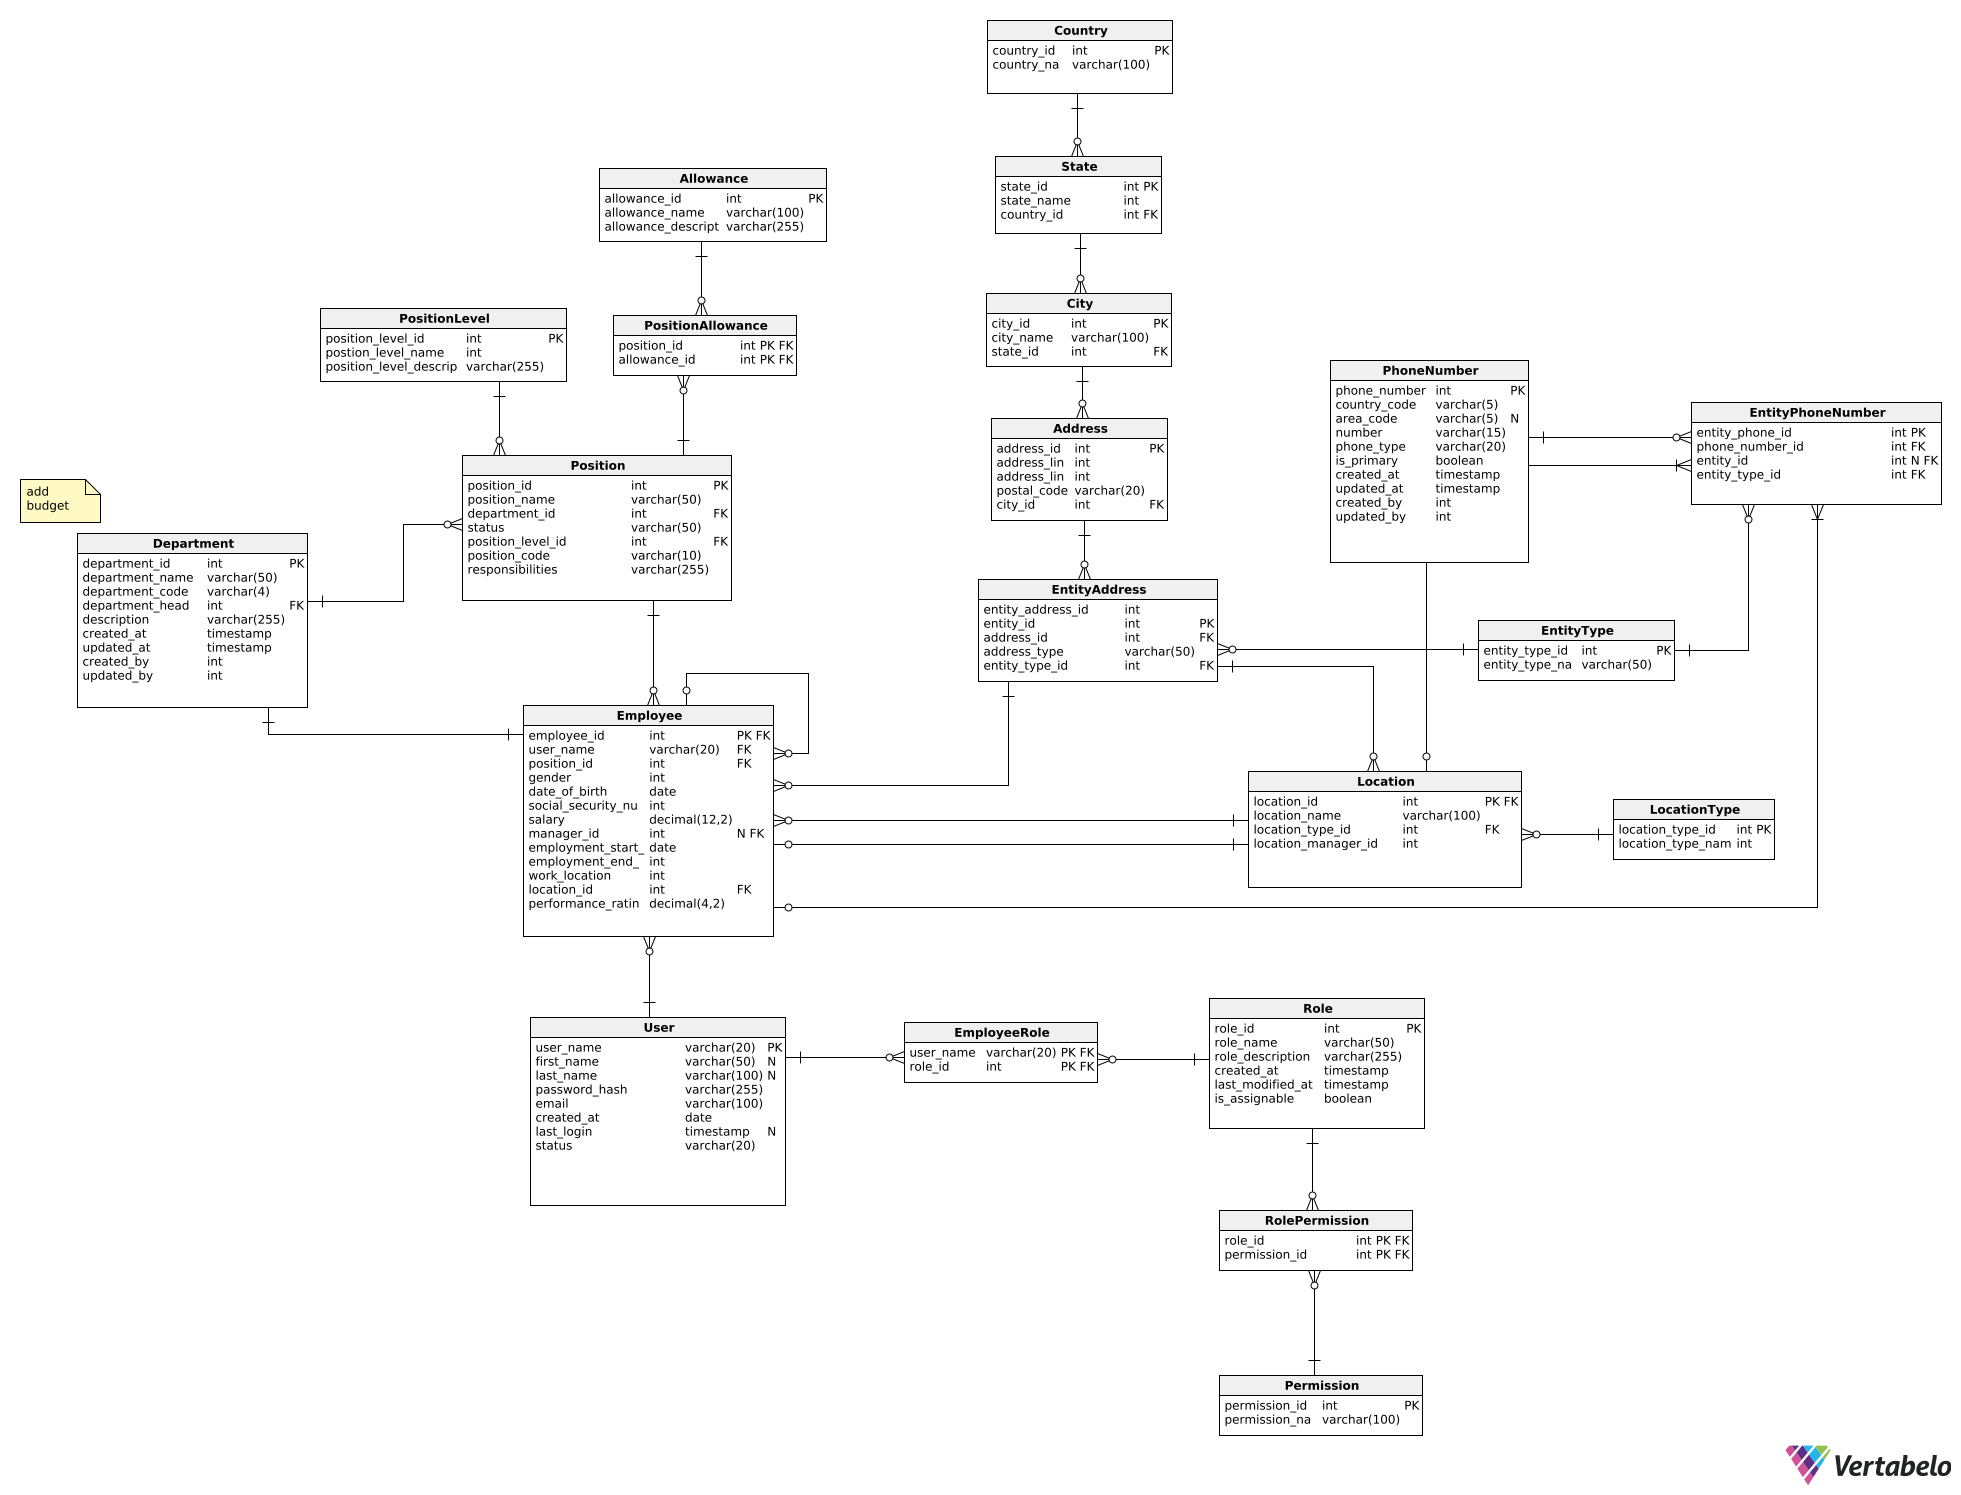 Country
country_id int PK
country_na varchar(100)
State
state_id int PK
state_name int
country_id int FK
Allowance
allowance_id int PK
allowance_name varchar(100)
allowance_descript varchar(255)
City
city_id int PK
city_name varchar(100)
state_id int FK
PositionLevel
position_level_id int PK
postion_level_name int
position_level_descrip varchar(255)
PositionAllowance
position_id int PK FK
allowance_id int PK FK
PhoneNumber
phone_number int PK
country_code varchar(5)
area_code varchar(5) N
number varchar(15)
phone_type varchar(20)
is_primary boolean
created_at timestamp
updated_at timestamp
created_by int
updated_by int
EntityPhoneNumber
entity_phone_id int PK
phone_number_id int FK
entity_id int N FK
entity_type_id int FK
Address
address_id int PK
address_lin int
address_lin int
postal_code varchar(20)
city_id int FK
Position
position_id int PK
position_name varchar(50)
department_id int FK
status varchar(50)
position_level_id int FK
position_code varchar(10)
responsibilities varchar(255)
add
budget
Department
department_id int PK
department_name varchar(50)
department_code varchar(4)
department_head int FK
description varchar(255)
created_at timestamp
updated_at timestamp
created_by int
updated_by int
EntityAddress
entity_address_id int
entity_id int PK
address_id int FK
address_type varchar(50)
entity_type_id int FK
EntityType
entity_type_id int PK
entity_type_na varchar(50)
Employee
employee_id int PK FK
user_name varchar(20) FK
position_id int FK
gender int
date_of_birth date
social_security_nu int
salary decimal(12,2)
manager_id int N FK
employment_start_ date
employment_end_ int
work_location int
location_id int FK
performance_ratin decimal(4,2)
Location
location_id int PK FK
location_name varchar(100)
location_type_id int FK
location_manager_id int
LocationType
location_type_id int PK
location_type_nam int
User
user_name varchar(20) PK
first_name varchar(50) N
last_name varchar(100) N
password_hash varchar(255)
email varchar(100)
created_at date
last_login timestamp N
status varchar(20)
EmployeeRole
user_name varchar(20) PK FK
role_id int PK FK
Role
role_id int PK
role_name varchar(50)
role_description varchar(255)
created_at timestamp
last_modified_at timestamp
is_assignable boolean
RolePermission
role_id int PK FK
permission_id int PK FK
Permission
permission_id int PK
permission_na varchar(100)
Vertabelo